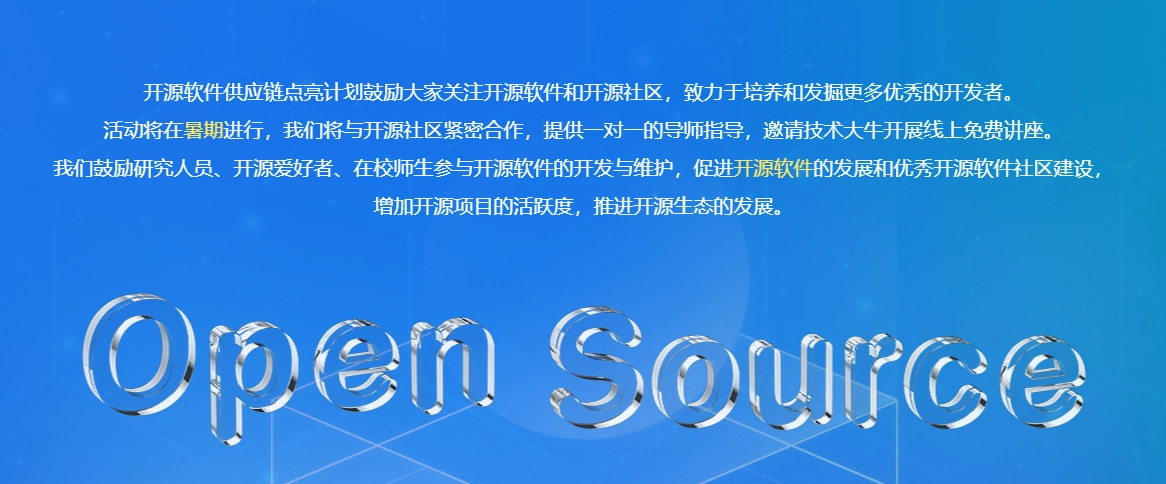 开源软件供应链点亮计划鼓励大家关注开源软件和开源社区，致力于培养和发掘更多优秀的开发者。
活动将在暑期进行，我们将与开源社区紧密合作，提供一对一的导师指导，邀请技术大牛开展线上免费讲座。
我们鼓励研究人员、开源爱好者、在校师生参与开源软件的开发与维护，促进开源软件的发展和优秀开源软件社区建设，
增加开源项目的活跃度，推进开源生态的发展。
Open Source